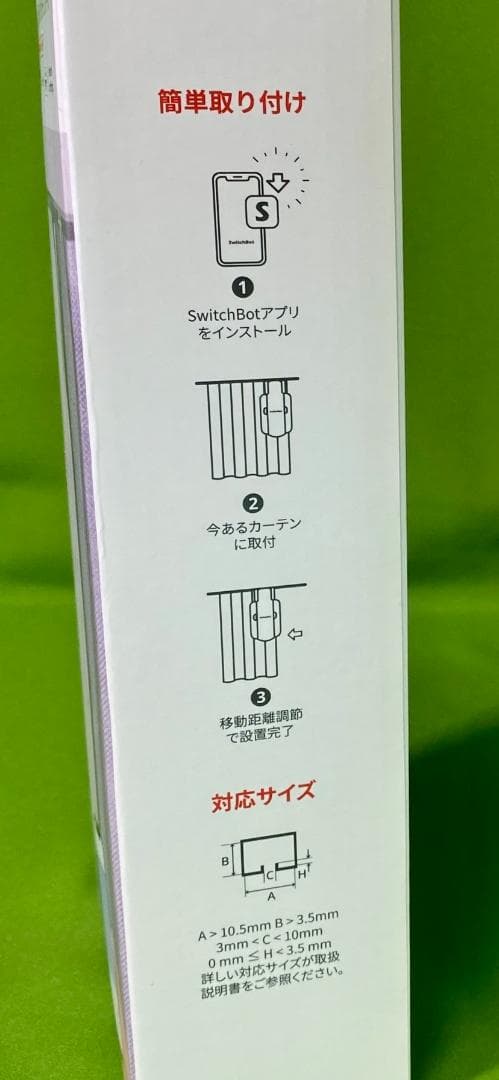 簡単取り付け
S
SwitchBot
1
SwitchBotアプリ
をインストール
2
今あるカーテン
に取付
3
移動距離調節
で設置完了
対応サイズ
B
C
H
A
A > 10.5mm B > 3.5mm
3mm < C < 10mm
0 mm ≦ H < 3.5 mm
詳しい対応サイズが取扱
説明書をご参照ください。